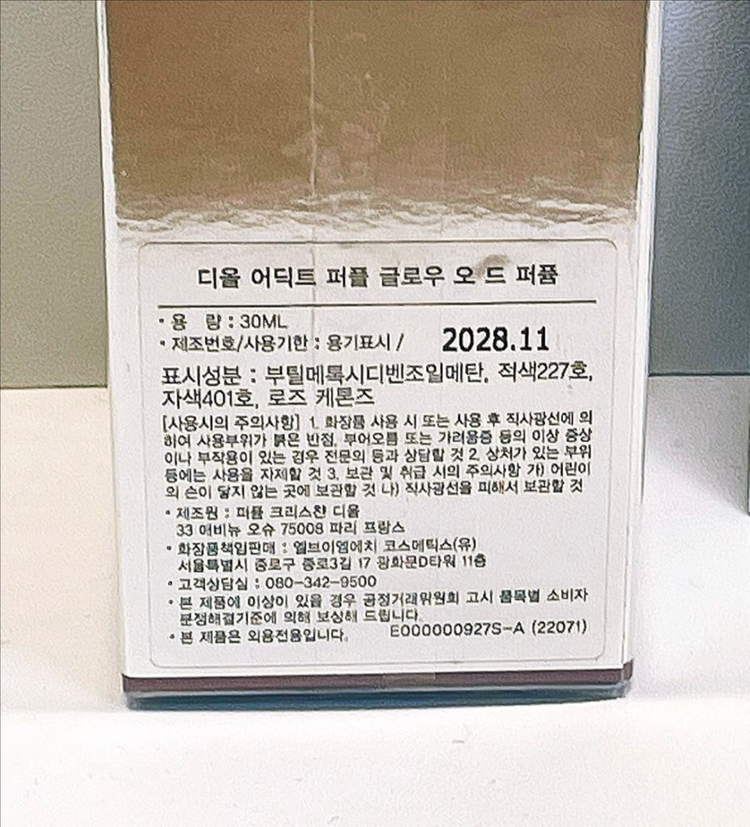 디올 어딕트 퍼플 글로우 오 드 퍼퓸
• 용 량 : 30ML
• 제조번호/사용기한 : 용기표시 / 2028.11
표시성분 : 부틸메톡시디벤조일메탄, 적색227호,
자색401호, 로즈 케톤즈
[사용시의 주의사항] 1. 화장품 사용 시 또는 사용 후 직사광선에 의
하여 사용부위가 붉은 반점, 부어오름 또는 가려움증 등의 이상 증상
이나 부작용이 있는 경우 전문의 등과 상담할 것 2. 상처가 있는 부위
등에는 사용을 자제할 것 3. 보관 및 취급 시의 주의사항 가) 어린이
의 손이 닿지 않는 곳에 보관할 것 나) 직사광선을 피해서 보관할 것
• 제조원 : 퍼퓸 크리스챤 디올
33 애비뉴 오슈 75008 파리 프랑스
• 화장품책임판매 : 엘브이엠에치 코스메틱스(유)
서울특별시 종로구 종로3길 17 광화문D타워 11층
• 고객상담실 : 080-342-9500
• 본 제품에 이상이 있을 경우 공정거래위원회 고시 품목별 소비자
분쟁해결기준에 의해 보상해 드립니다.
• 본 제품은 외용전용입니다. E000000927S-A (22071)